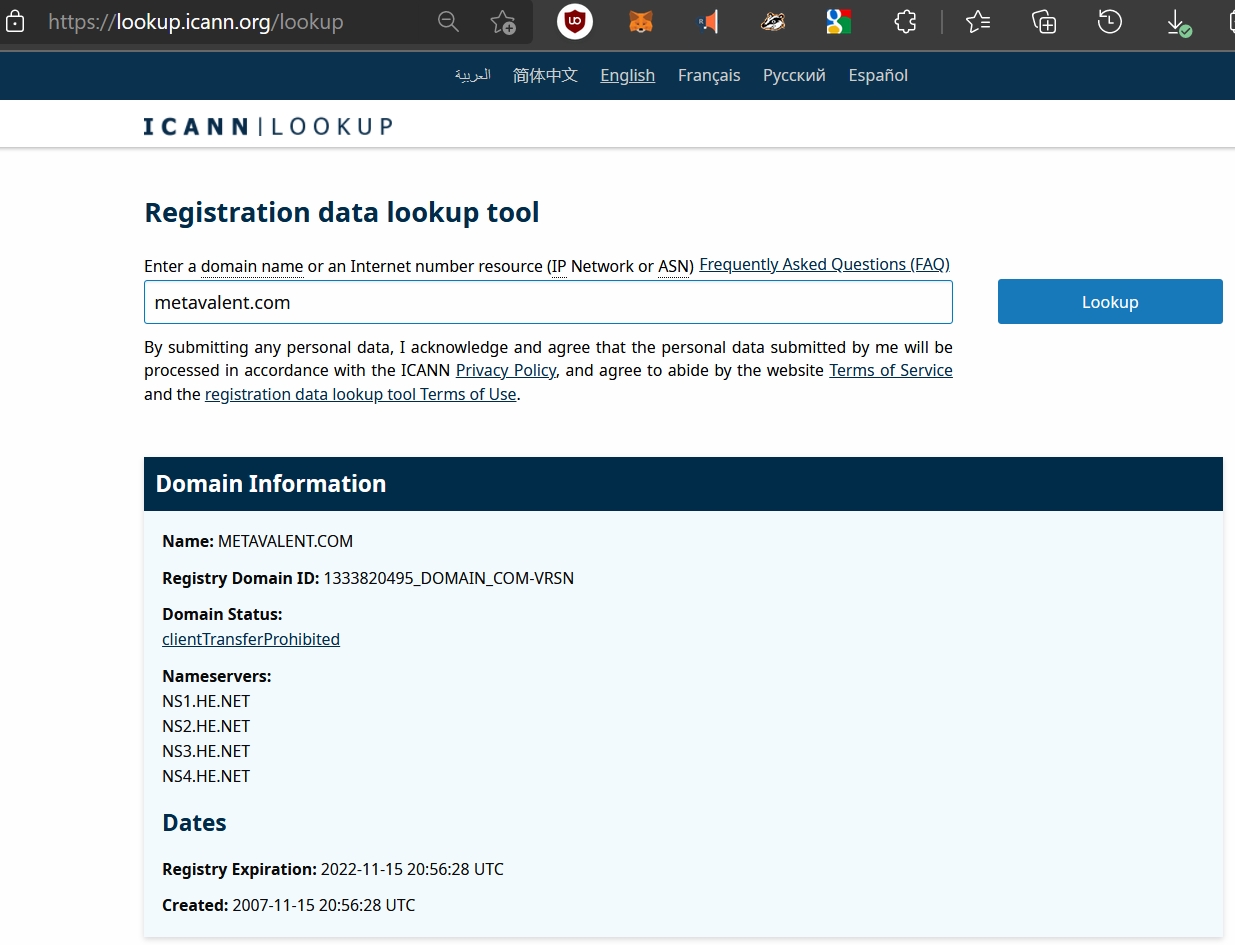 https://lookup.icann.org/lookup
العربية 简体中文 English Français Русский Español
ICANN|LOOKUP
Registration data lookup tool
Enter a domain name or an Internet number resource (IP Network or ASN) Frequently Asked Questions (FAQ)
metavalent.com
Lookup
By submitting any personal data, I acknowledge and agree that the personal data submitted by me will be
processed in accordance with the ICANN Privacy Policy, and agree to abide by the website Terms of Service
and the registration data lookup tool Terms of Use.
Domain Information
Name: METAVALENT.COM
Registry Domain ID: 1333820495_DOMAIN_COM-VRSN
Domain Status:
clientTransferProhibited
Nameservers:
NS1.HE.NET
NS2.HE.NET
NS3.HE.NET
NS4.HE.NET
Dates
Registry Expiration: 2022-11-15 20:56:28 UTC
Created: 2007-11-15 20:56:28 UTC